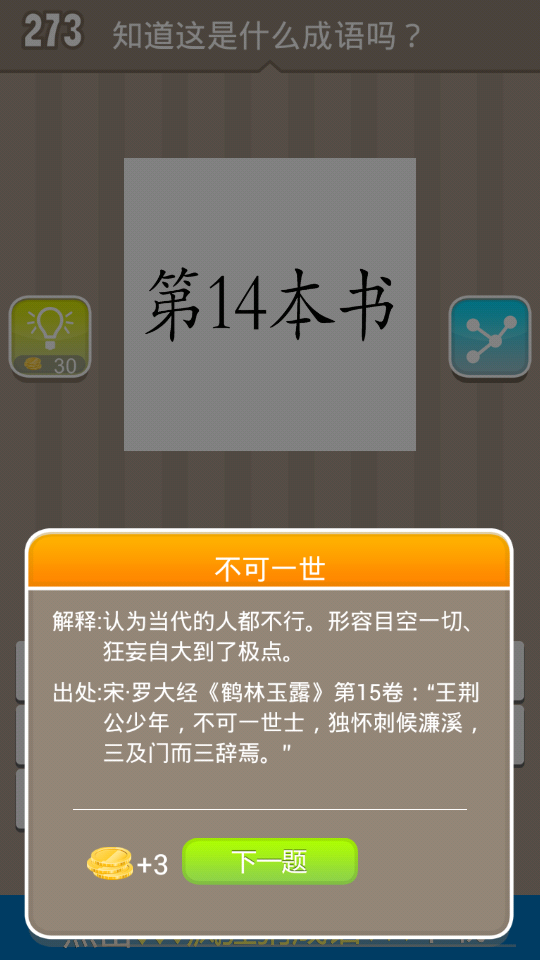 273 知道这是什么成语吗？
第14本书
30
不可一世
解释:认为当代的人都不行。形容目空一切、
狂妄自大到了极点。
出处:宋·罗大经《鹤林玉露》第15卷：“王荆
公少年，不可一世士，独怀刺候濂溪，
三及门而三辞焉。”
+3 下一题